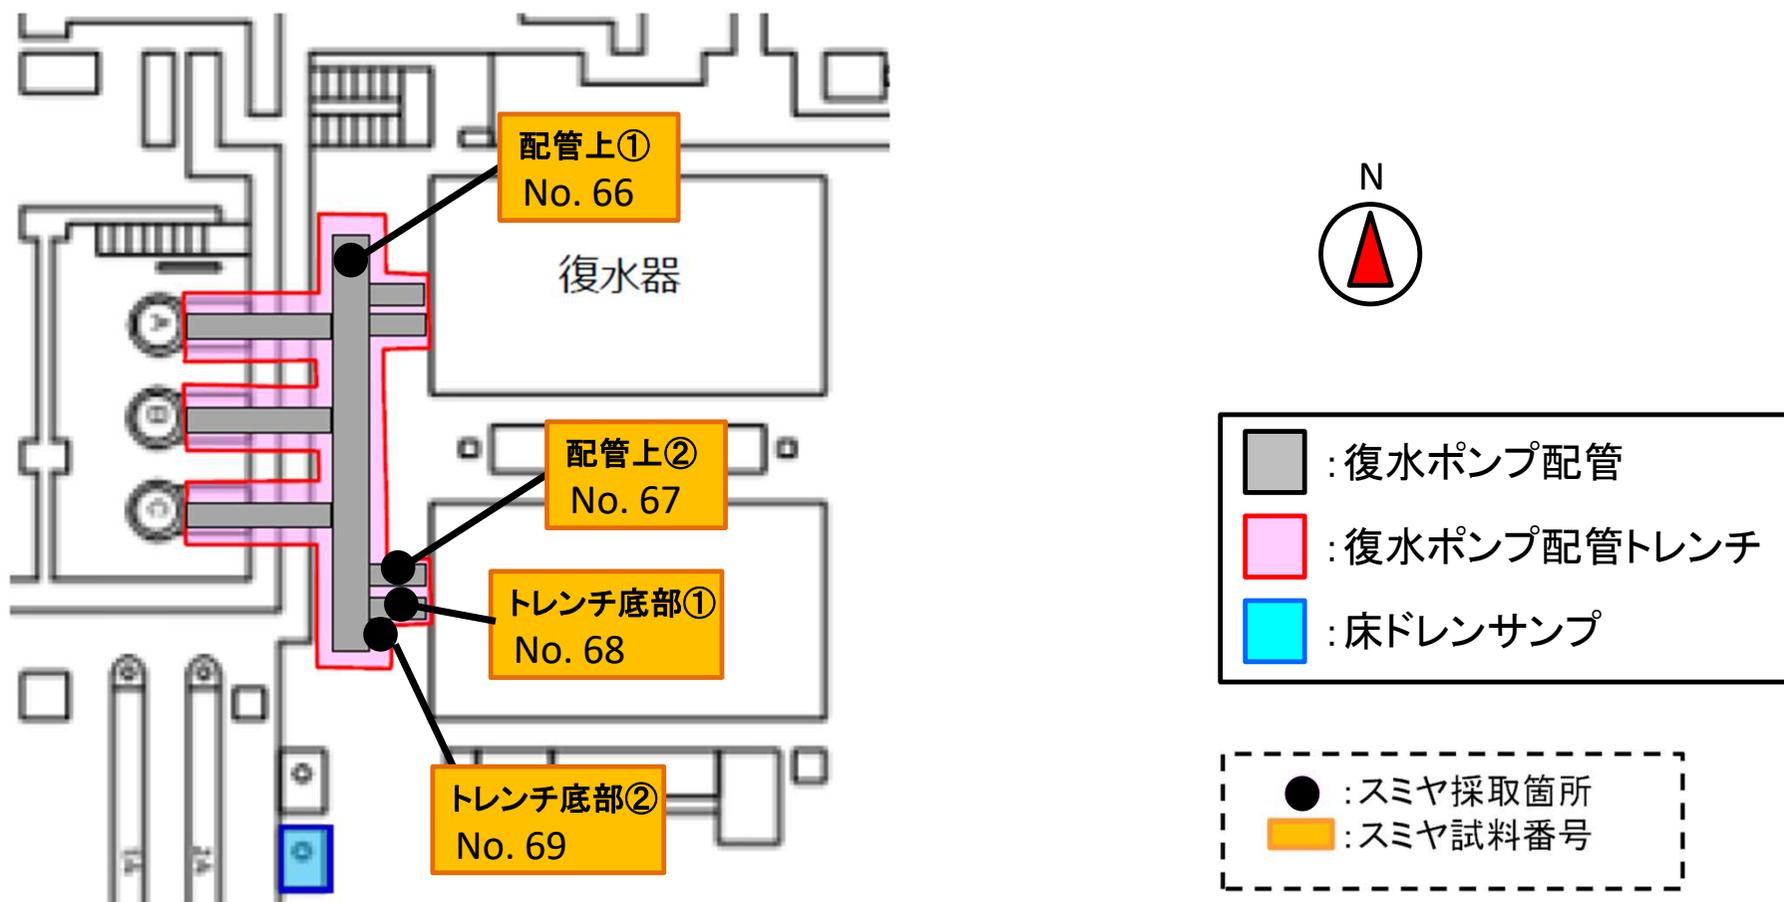 配管上①
No. 66
復水器
A
B
C
配管上②
No. 67
トレンチ底部①
No. 68
トレンチ底部②
No. 69
N
：復水ポンプ配管
：復水ポンプ配管トレンチ
：床ドレンサンプ
：スミヤ採取箇所
：スミヤ試料番号